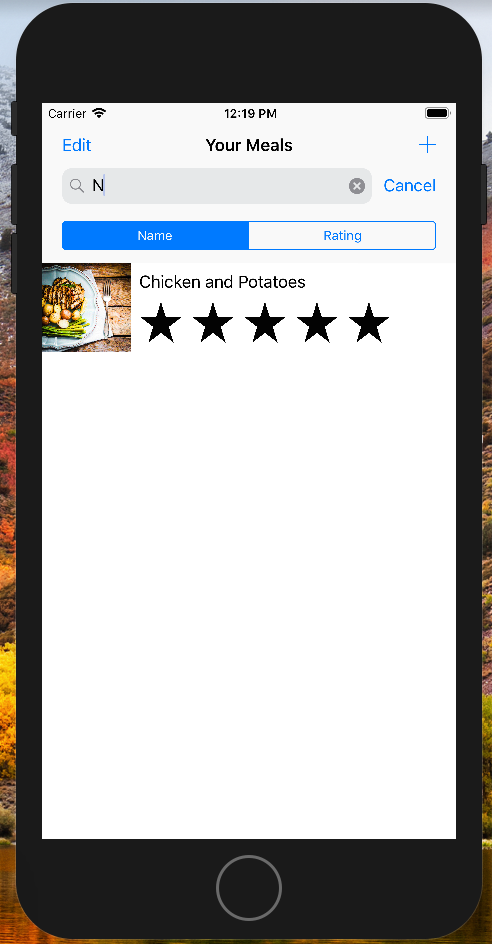 Carrier 12:19 PM
Edit Your Meals +
N Cancel
Name Rating
Chicken and Potatoes